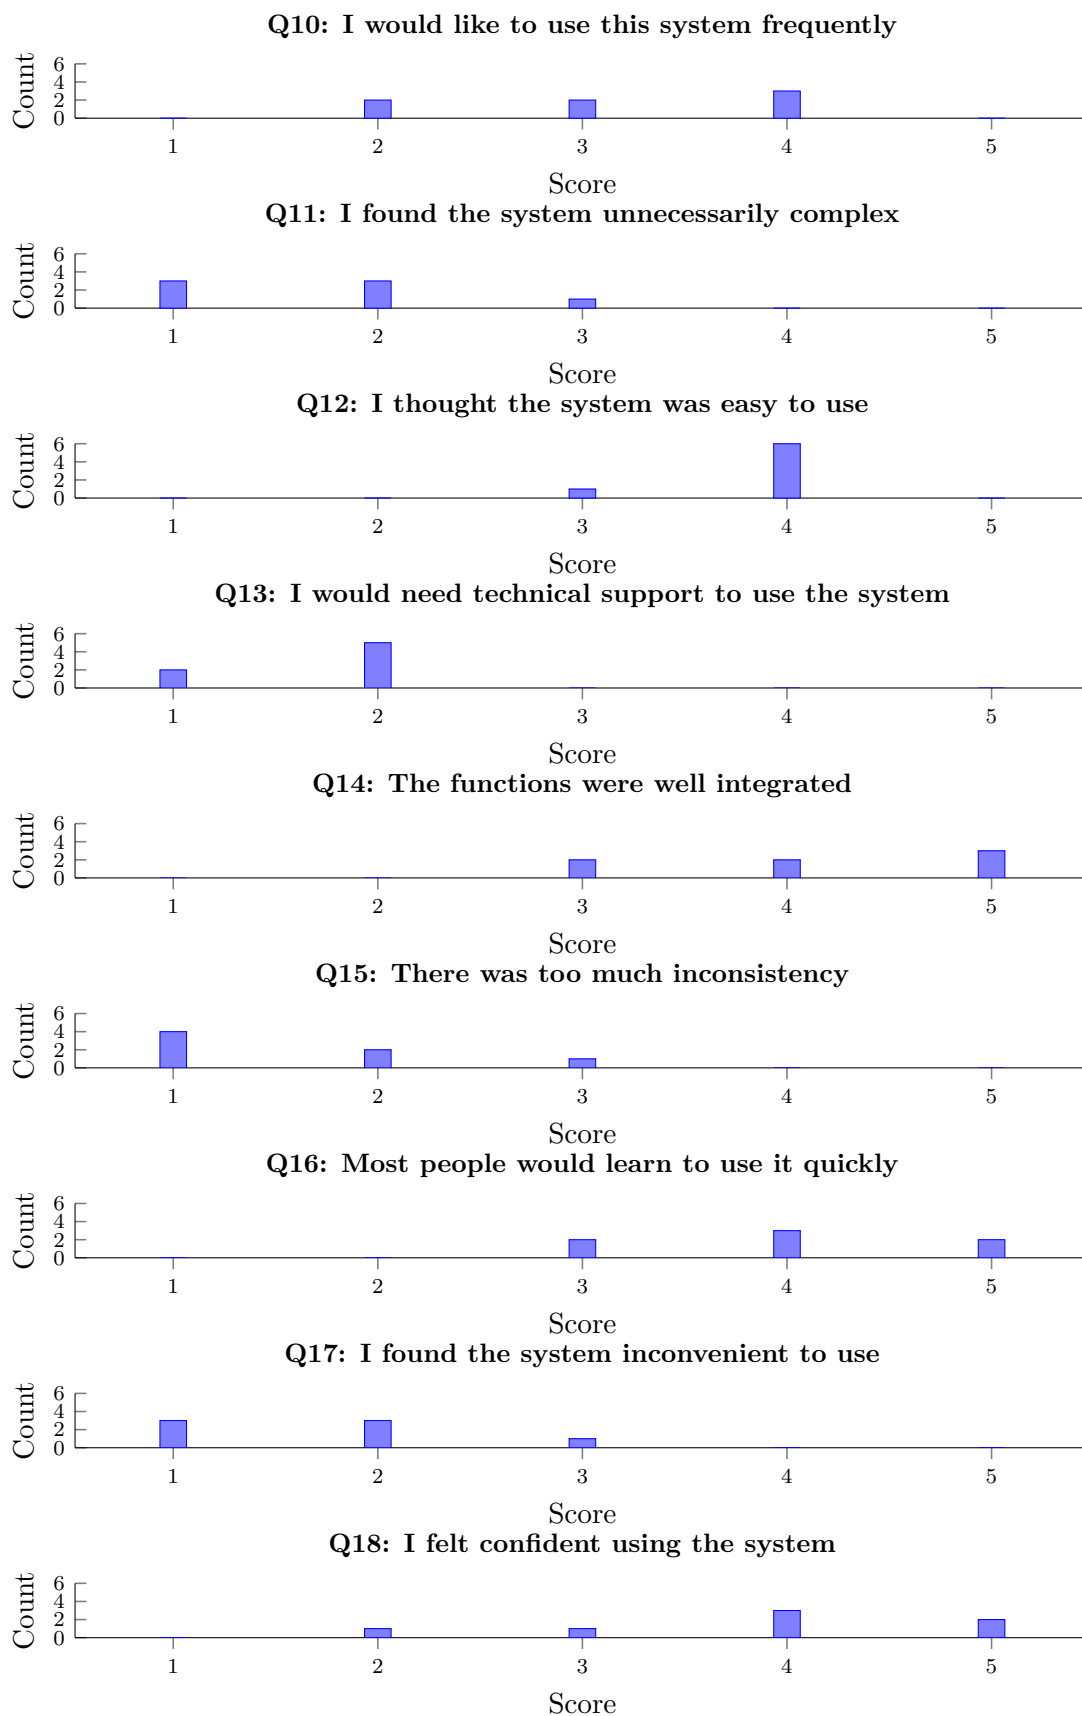 Q10: I would like to use this system frequently
Count
6
4
2
0
1 2 3 4 5
Score
Q11: I found the system unnecessarily complex
Count
6
4
2
0
1 2 3 4 5
Score
Q12: I thought the system was easy to use
Count
6
4
2
0
1 2 3 4 5
Score
Q13: I would need technical support to use the system
Count
6
4
2
0
1 2 3 4 5
Score
Q14: The functions were well integrated
Count
6
4
2
0
1 2 3 4 5
Score
Q15: There was too much inconsistency
Count
6
4
2
0
1 2 3 4 5
Score
Q16: Most people would learn to use it quickly
Count
6
4
2
0
1 2 3 4 5
Score
Q17: I found the system inconvenient to use
Count
6
4
2
0
1 2 3 4 5
Score
Q18: I felt confident using the system
Count
6
4
2
0
1 2 3 4 5
Score